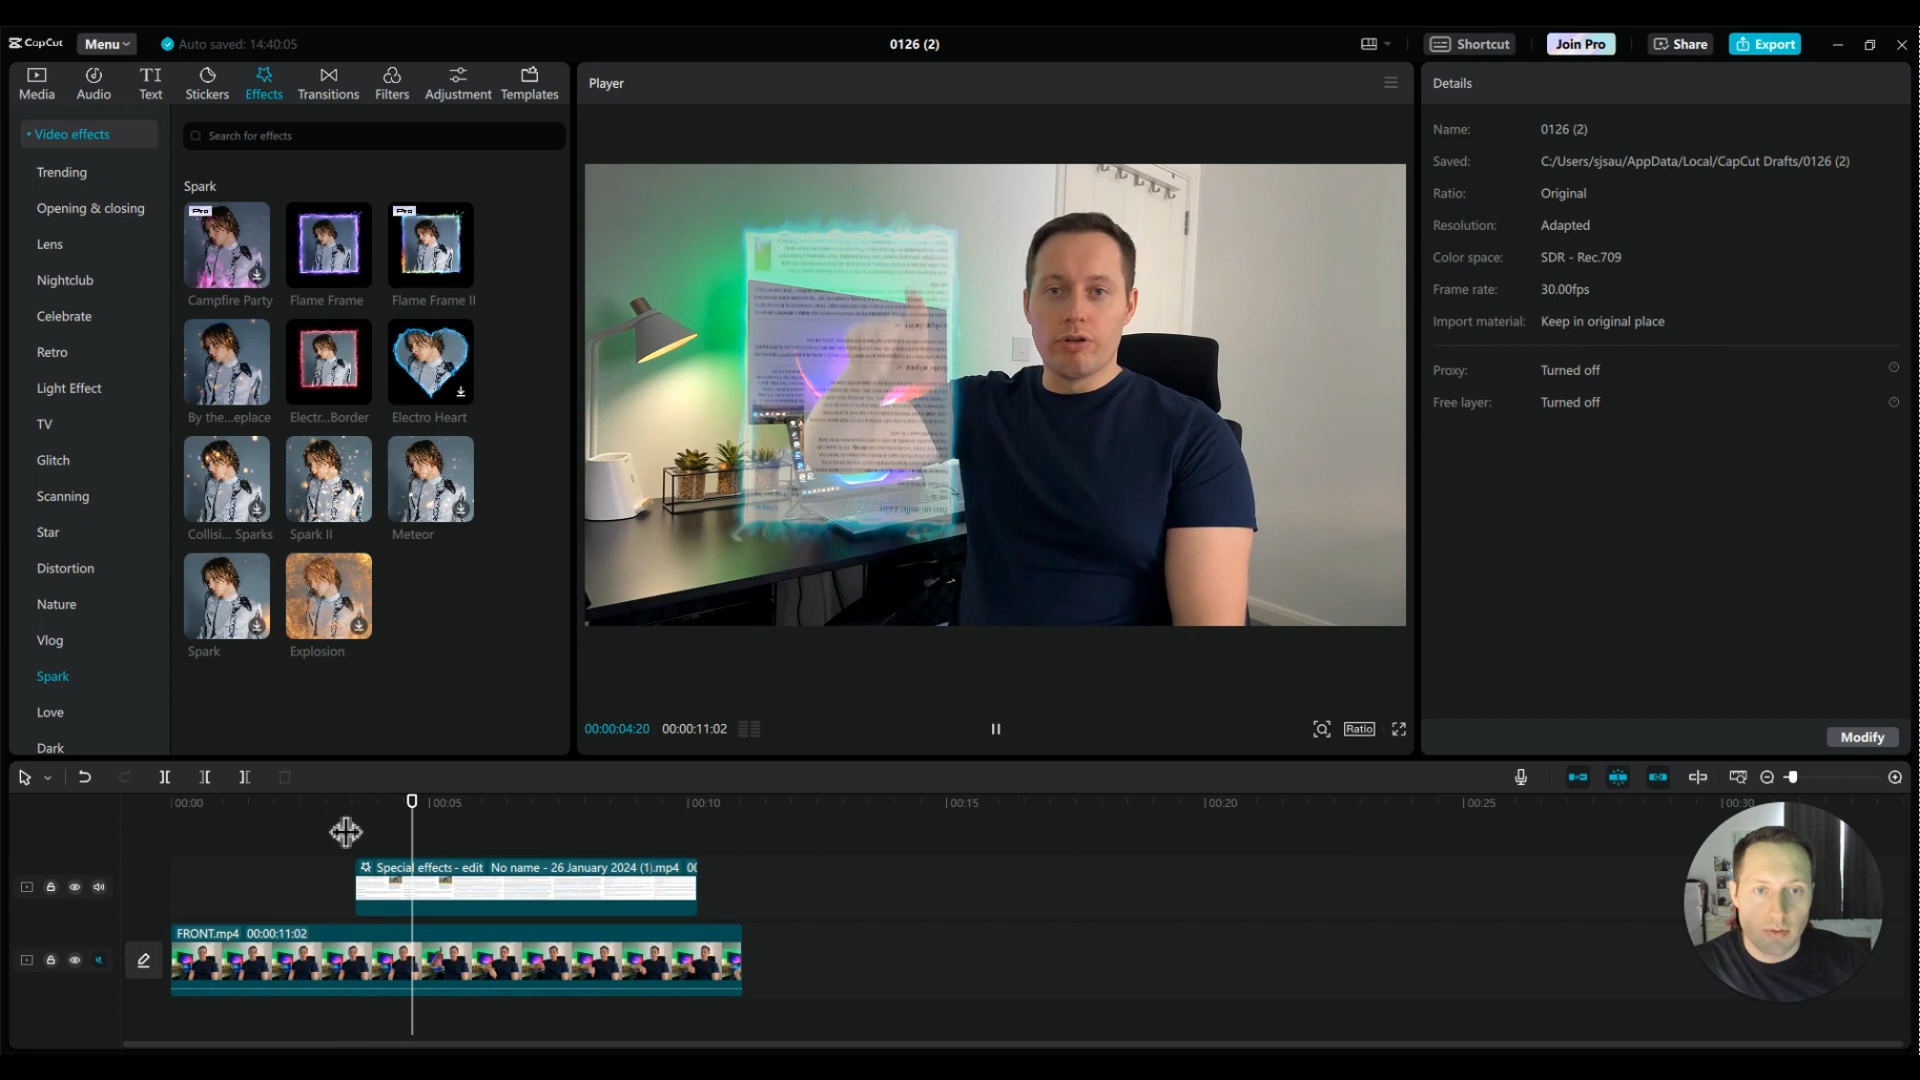 CapCut
Menu
Auto saved: 14:40:05
0126 (2)
Shortcut
Join Pro
Share
Export
Media
Audio
TI
Text
Stickers
Effects
Transitions
Filters
Adjustment
Templates
Video effects
Trending
Opening & closing
Lens
Nightclub
Celebrate
Retro
Light Effect
TV
Glitch
Scanning
Star
Distortion
Nature
Vlog
Spark
Love
Dark
Search for effects
Spark
Pro
Pro
Campfire Party
Flame Frame
Flame Frame II
By the...eplace
Electr...Border
Electro Heart
Collisi... Sparks
Spark II
Meteor
Spark
Explosion
Player
00:00:04:20
00:00:11:02
Ratio
Details
Name:
0126 (2)
Saved:
C:/Users/sjsau/AppData/Local/CapCut Drafts/0126 (2)
Ratio:
Original
Resolution:
Adapted
Color space:
SDR - Rec.709
Frame rate:
30.00fps
Import material:
Keep in original place
Proxy:
Turned off
Free layer:
Turned off
Modify
00:00
00:05
00:10
00:15
00:20
00:25
00:30
Special effects - edit No name - 26 January 2024 (1).mp4 00
FRONT.mp4 00:00:11:02